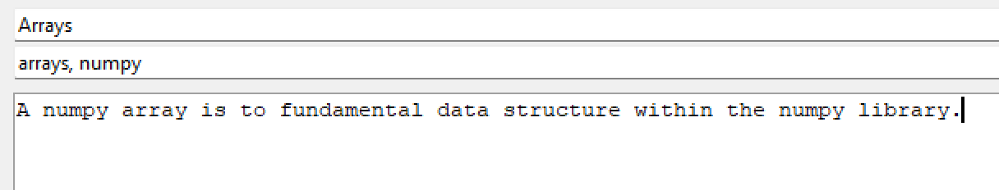 Arrays
arrays, numpy
A numpy array is to fundamental data structure within the numpy library.